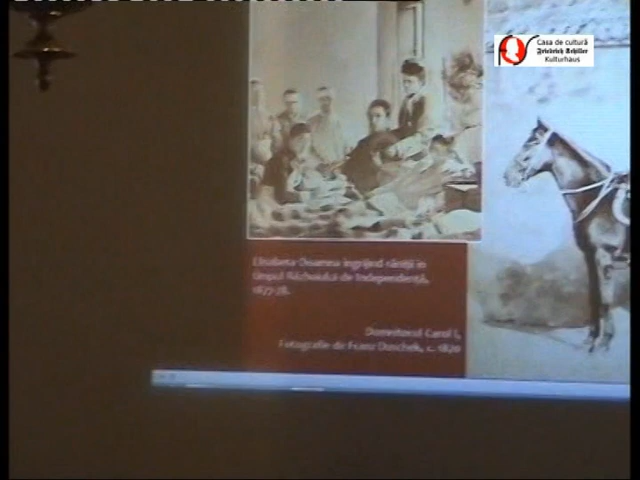 Casa de cultură
Friedrich Schiller
Kulturhaus
Elisabeta Doamna îngrijind răniții în
timpul Războiului de Independență,
1877-78.
Domnitorul Carol I,
Fotografie de Franz Duschek, c. 1870